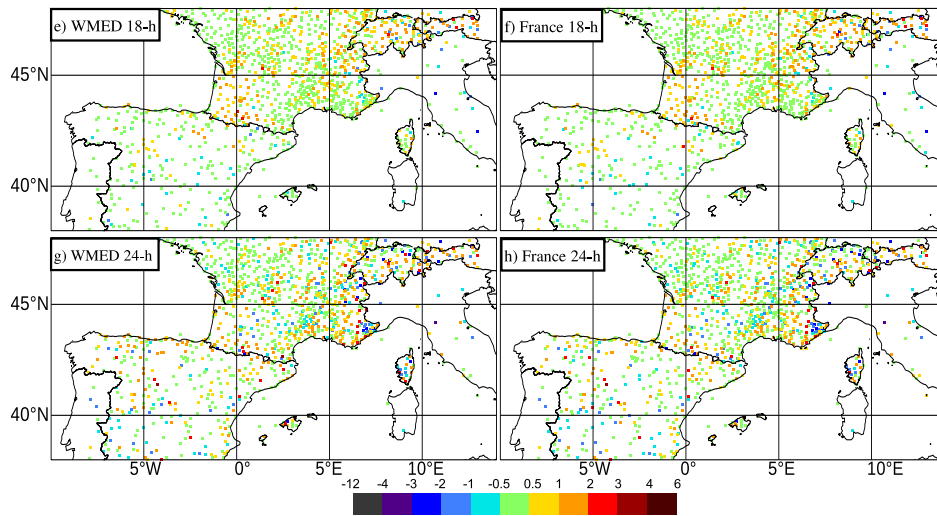 e) WMED 18-h
f) France 18-h
45°N
40°N
g) WMED 24-h
h) France 24-h
45°N
40°N
5°W 0° 5°E 10°E 5°W 0° 5°E 10°E
-12 -4 -3 -2 -1 -0.5 0.5 1 2 3 4 6